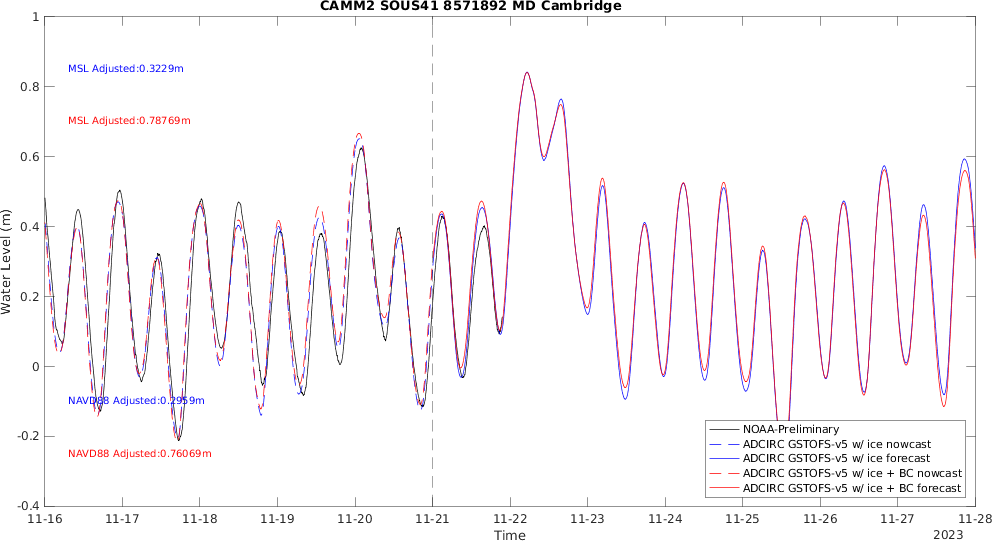 CAMM2 SOUS41 8571892 MD Cambridge
1
0.8
0.6
0.4
0.2
0
-0.2
-0.4
Water Level (m)
MSL Adjusted:0.3229m
MSL Adjusted:0.78769m
NAVD88 Adjusted:0.2959m
NAVD88 Adjusted:0.76069m
NOAA-Preliminary
ADCIRC GSTOFS-v5 w/ ice nowcast
ADCIRC GSTOFS-v5 w/ ice forecast
ADCIRC GSTOFS-v5 w/ ice + BC nowcast
ADCIRC GSTOFS-v5 w/ ice + BC forecast
11-16 11-17 11-18 11-19 11-20 11-21 11-22 11-23 11-24 11-25 11-26 11-27 11-28
Time
2023